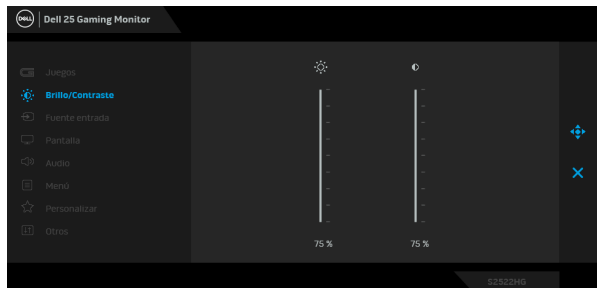 DELL Dell 25 Gaming Monitor
Juegos
Brillo/Contraste
Fuente entrada
Pantalla
Audio
Menú
Personalizar
Otros
75 % 75 %
S2522HG